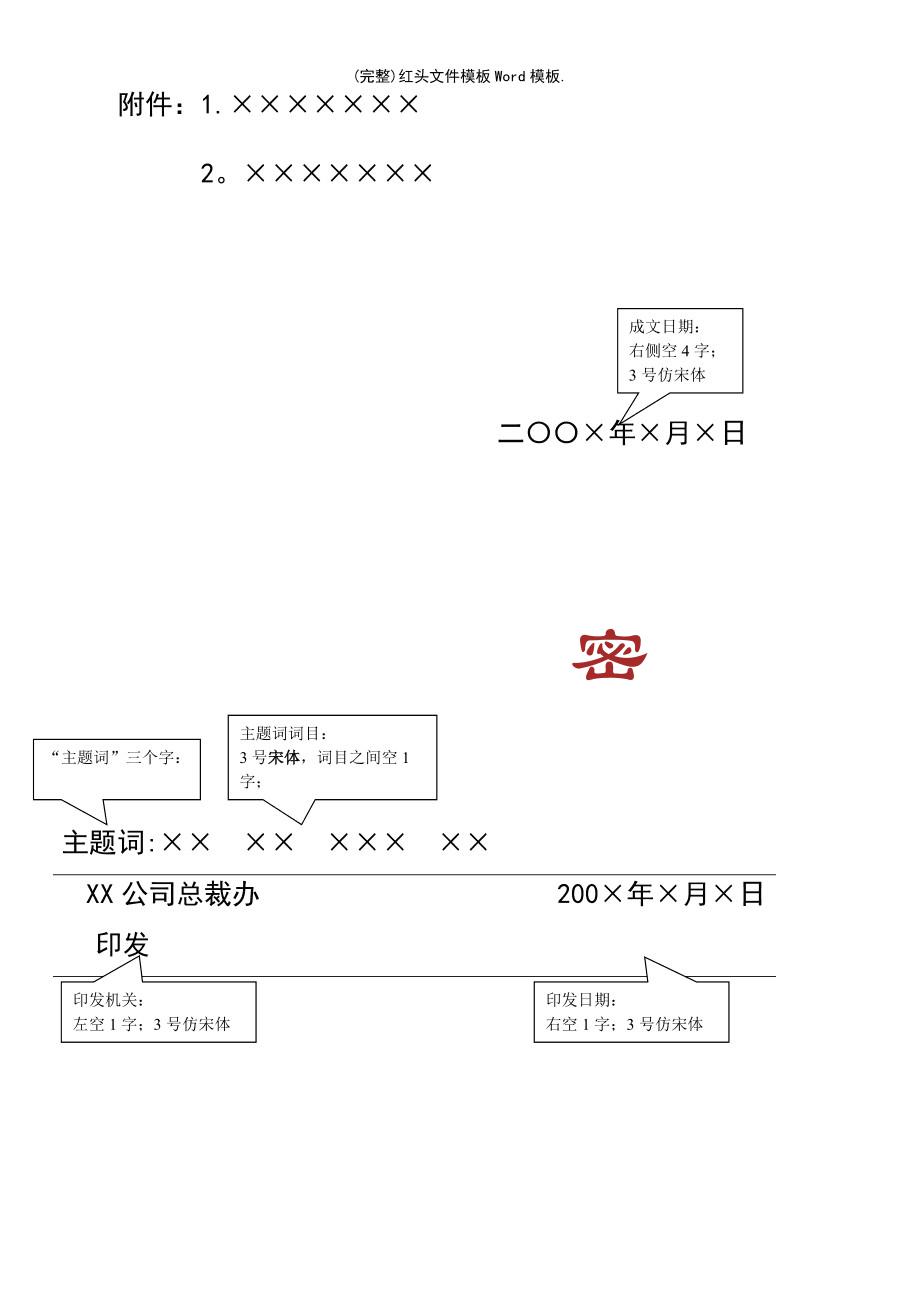 (完整)红头文件模板Word模板.
附件：1.×××××××
2。×××××××
成文日期：
右侧空4字；
3号仿宋体
二〇〇×年×月×日
密
主题词词目：
3号宋体，词目之间空1
字；
“主题词”三个字：
主题词:×× ×× ××× ××
XX公司总裁办 200×年×月×日
印发
印发机关：
左空1字；3号仿宋体
印发日期：
右空1字；3号仿宋体